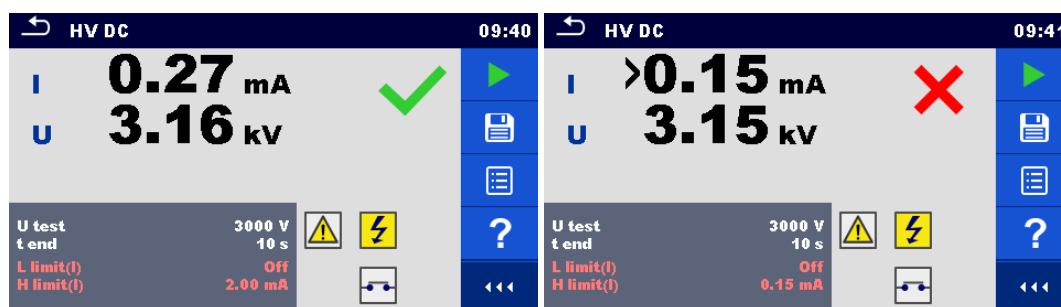 HV DC 09:40
I 0.27 mA
U 3.16 kV
U test 3000 V
t end 10 s
L limit(I) Off
H limit(I) 2.00 mA
?
HV DC 09:41
I >0.15 mA
U 3.15 kV
U test 3000 V
t end 10 s
L limit(I) Off
H limit(I) 0.15 mA
?